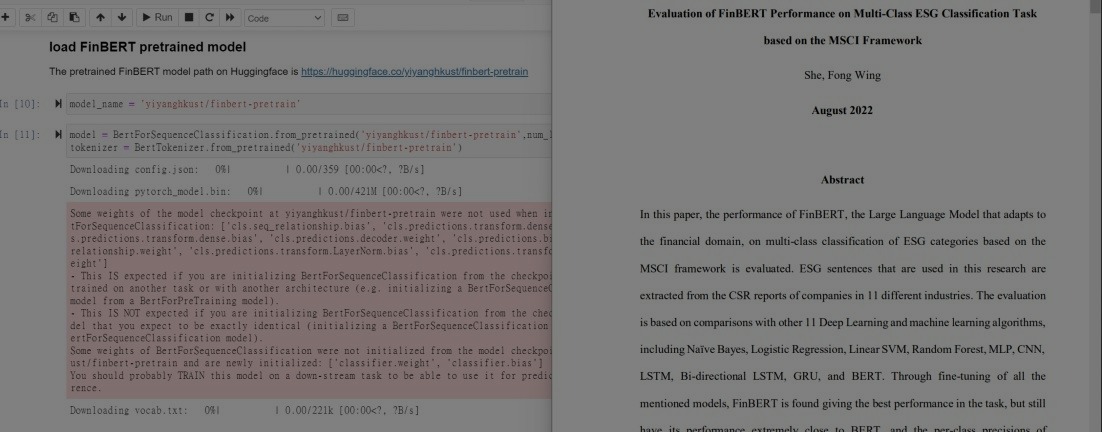 Run
Code
load FinBERT pretrained model
The pretrained FinBERT model path on Huggingface is https://huggingface.co/yiyanghkust/finbert-pretrain
In [10]:
model_name = 'yiyanghkust/finbert-pretrain'
In [11]:
model = BertForSequenceClassification.from_pretrained('yiyanghkust/finbert-pretrain',num_l
tokenizer = BertTokenizer.from_pretrained('yiyanghkust/finbert-pretrain')
Downloading config.json: 0%| | 0.00/359 [00:00<?, ?B/s]
Downloading pytorch_model.bin: 0%| | 0.00/421M [00:00<?, ?B/s]
Some weights of the model checkpoint at yiyanghkust/finbert-pretrain were not used when in
tForSequenceClassification: ['cls.seq_relationship.bias', 'cls.predictions.transform.dense
s.predictions.transform.dense.bias', 'cls.predictions.decoder.weight', 'cls.predictions.bi
relationship.weight', 'cls.predictions.transform.LayerNorm.bias', 'cls.predictions.transfo
eight']
- This IS expected if you are initializing BertForSequenceClassification from the checkpoi
trained on another task or with another architecture (e.g. initializing a BertForSequenceC
model from a BertForPreTraining model).
- This IS NOT expected if you are initializing BertForSequenceClassification from the chec
del that you expect to be exactly identical (initializing a BertForSequenceClassification
ertForSequenceClassification model).
Some weights of BertForSequenceClassification were not initialized from the model checkpoi
ust/finbert-pretrain and are newly initialized: ['classifier.weight', 'classifier.bias']
You should probably TRAIN this model on a down-stream task to be able to use it for predic
rence.
Downloading vocab.txt: 0%| | 0.00/221k [00:00<?, ?B/s]
Evaluation of FinBERT Performance on Multi-Class ESG Classification Task
based on the MSCI Framework
She, Fong Wing
August 2022
Abstract
In this paper, the performance of FinBERT, the Large Language Model that adapts to
the financial domain, on multi-class classification of ESG categories based on the
MSCI framework is evaluated. ESG sentences that are used in this research are
extracted from the CSR reports of companies in 11 different industries. The evaluation
is based on comparisons with other 11 Deep Learning and machine learning algorithms,
including Naïve Bayes, Logistic Regression, Linear SVM, Random Forest, MLP, CNN,
LSTM, Bi-directional LSTM, GRU, and BERT. Through fine-tuning of all the
mentioned models, FinBERT is found giving the best performance in the task, but still
have its performance extremely close to BERT, and the per-class precisions of